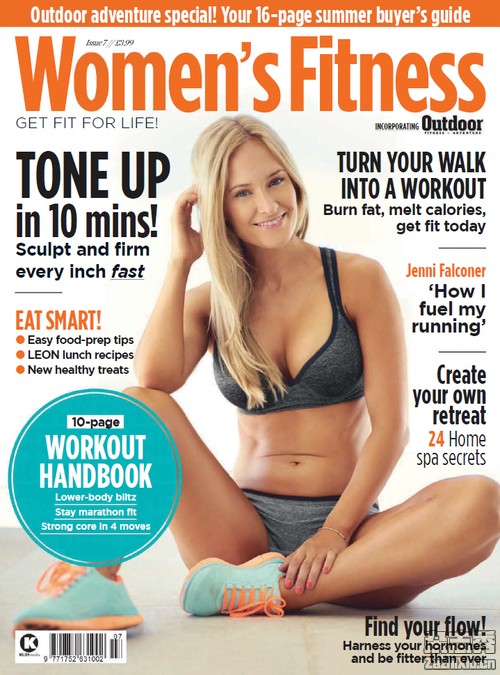 Outdoor adventure special! Your 16-page summer buyer's guide
Issue 7 // £3.99
Women's Fitness
GET FIT FOR LIFE!
INCORPORATING Outdoor
FITNESS + ADVENTURE
TONE UP
in 10 mins!
Sculpt and firm
every inch fast
EAT SMART!
Easy food-prep tips
LEON lunch recipes
New healthy treats
10-page
WORKOUT
HANDBOOK
Lower-body blitz
Stay marathon fit
Strong core in 4 moves
TURN YOUR WALK
INTO A WORKOUT
Burn fat, melt calories,
get fit today
Jenni Falconer
'How I
fuel my
running'
Create
your own
retreat
24 Home
spa secrets
Find your flow!
Harness your hormones
and be fitter than ever
K
KELSEYmedia
07
9 771752 631002